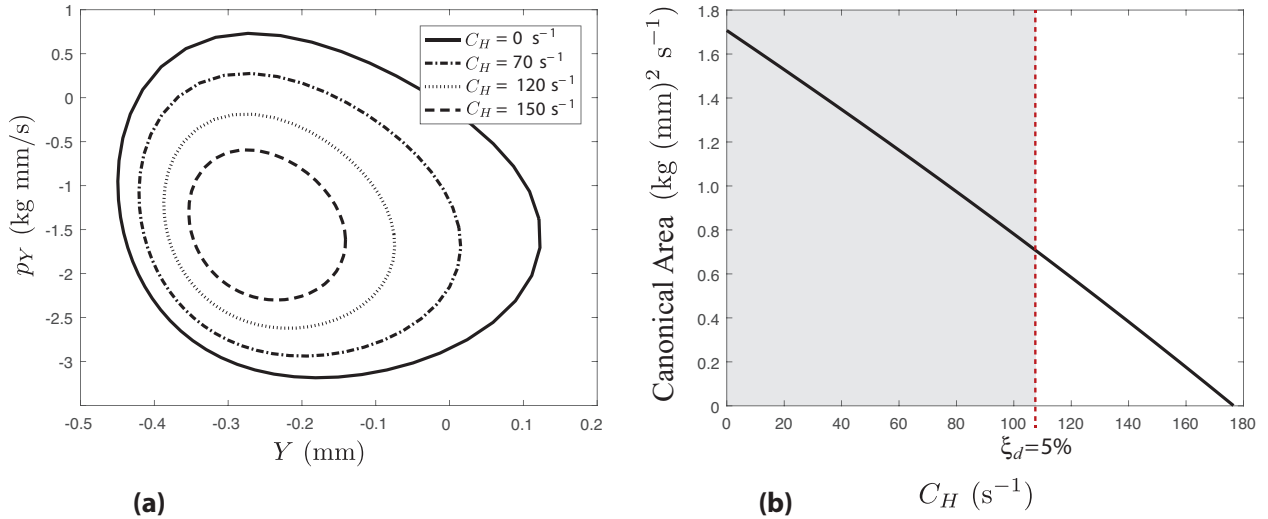 1
0.5
0
-0.5
-1
-1.5
-2
-2.5
-3
p_Y (kg mm/s)
C_H = 0 s⁻¹
C_H = 70 s⁻¹
C_H = 120 s⁻¹
C_H = 150 s⁻¹
-0.5 -0.4 -0.3 -0.2 -0.1 0 0.1 0.2
Y (mm)
(a)
1.8
1.6
1.4
1.2
1.0
0.8
0.6
0.4
0.2
0
Canonical Area (kg (mm)² s⁻¹)
0 20 40 60 80 100 120 140 160 180
ξ_d=5%
C_H (s⁻¹)
(b)